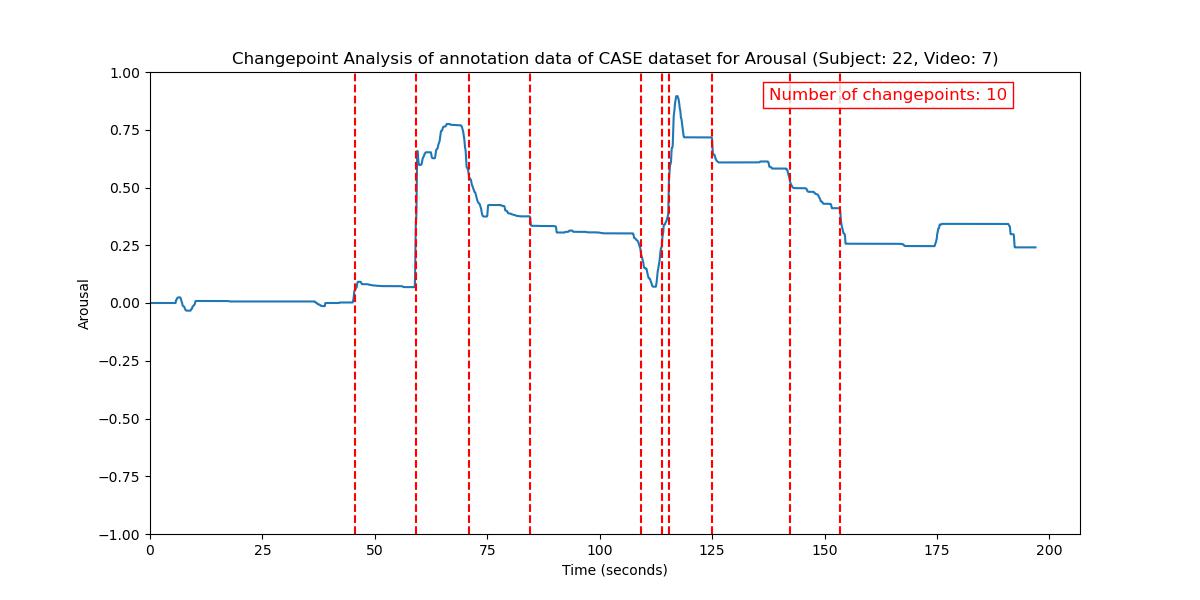 Changepoint Analysis of annotation data of CASE dataset for Arousal (Subject: 22, Video: 7)
Number of changepoints: 10
Arousal
1.00
0.75
0.50
0.25
0.00
−0.25
−0.50
−0.75
−1.00
0 25 50 75 100 125 150 175 200
Time (seconds)